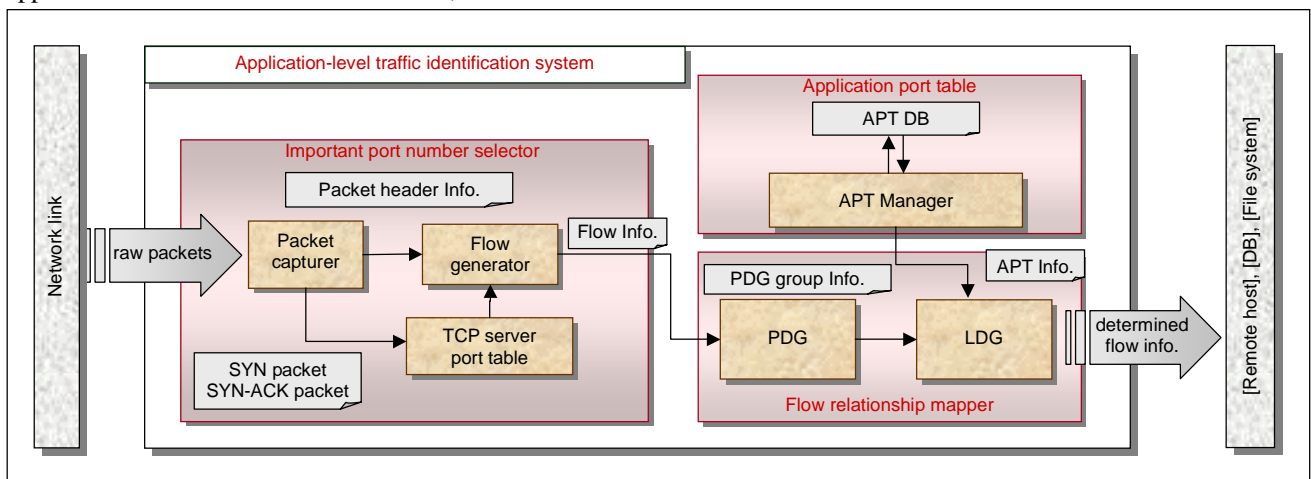 Network link
raw packets
Application-level traffic identification system
Important port number selector
Packet header Info.
Packet
capturer
Flow
generator
TCP server
port table
SYN packet
SYN-ACK packet
Flow Info.
Application port table
APT DB
APT Manager
APT Info.
PDG group Info.
PDG
LDG
Flow relationship mapper
determined
flow info.
[Remote host], [DB], [File system]